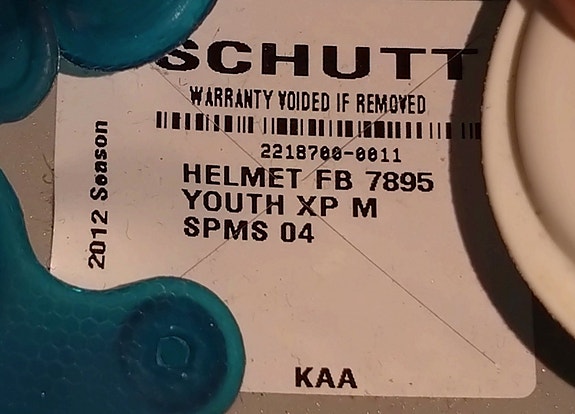 SCHUTT
WARRANTY VOIDED IF REMOVED
2218700-0011
HELMET FB 7895
YOUTH XP M
SPMS 04
2012 Season
KAA